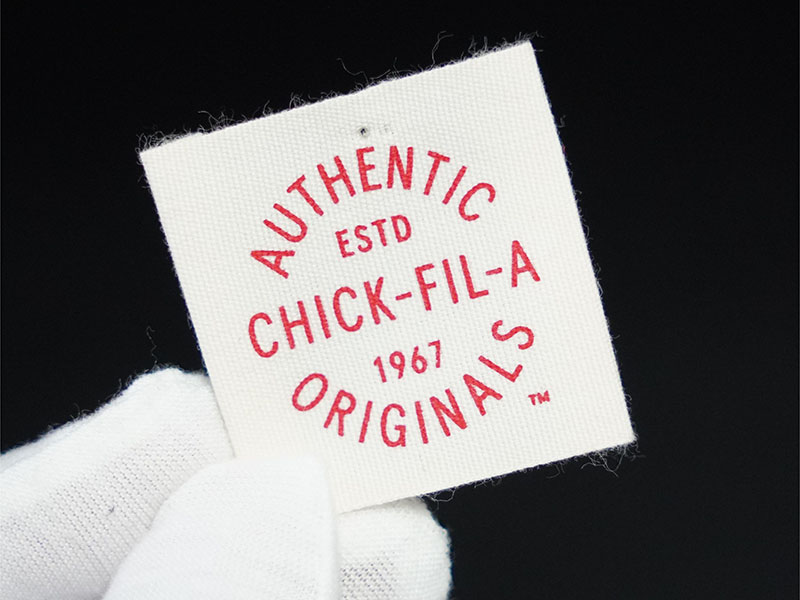 AUTHENTIC
ESTD
CHICK-FIL-A
1967
ORIGINALS
™